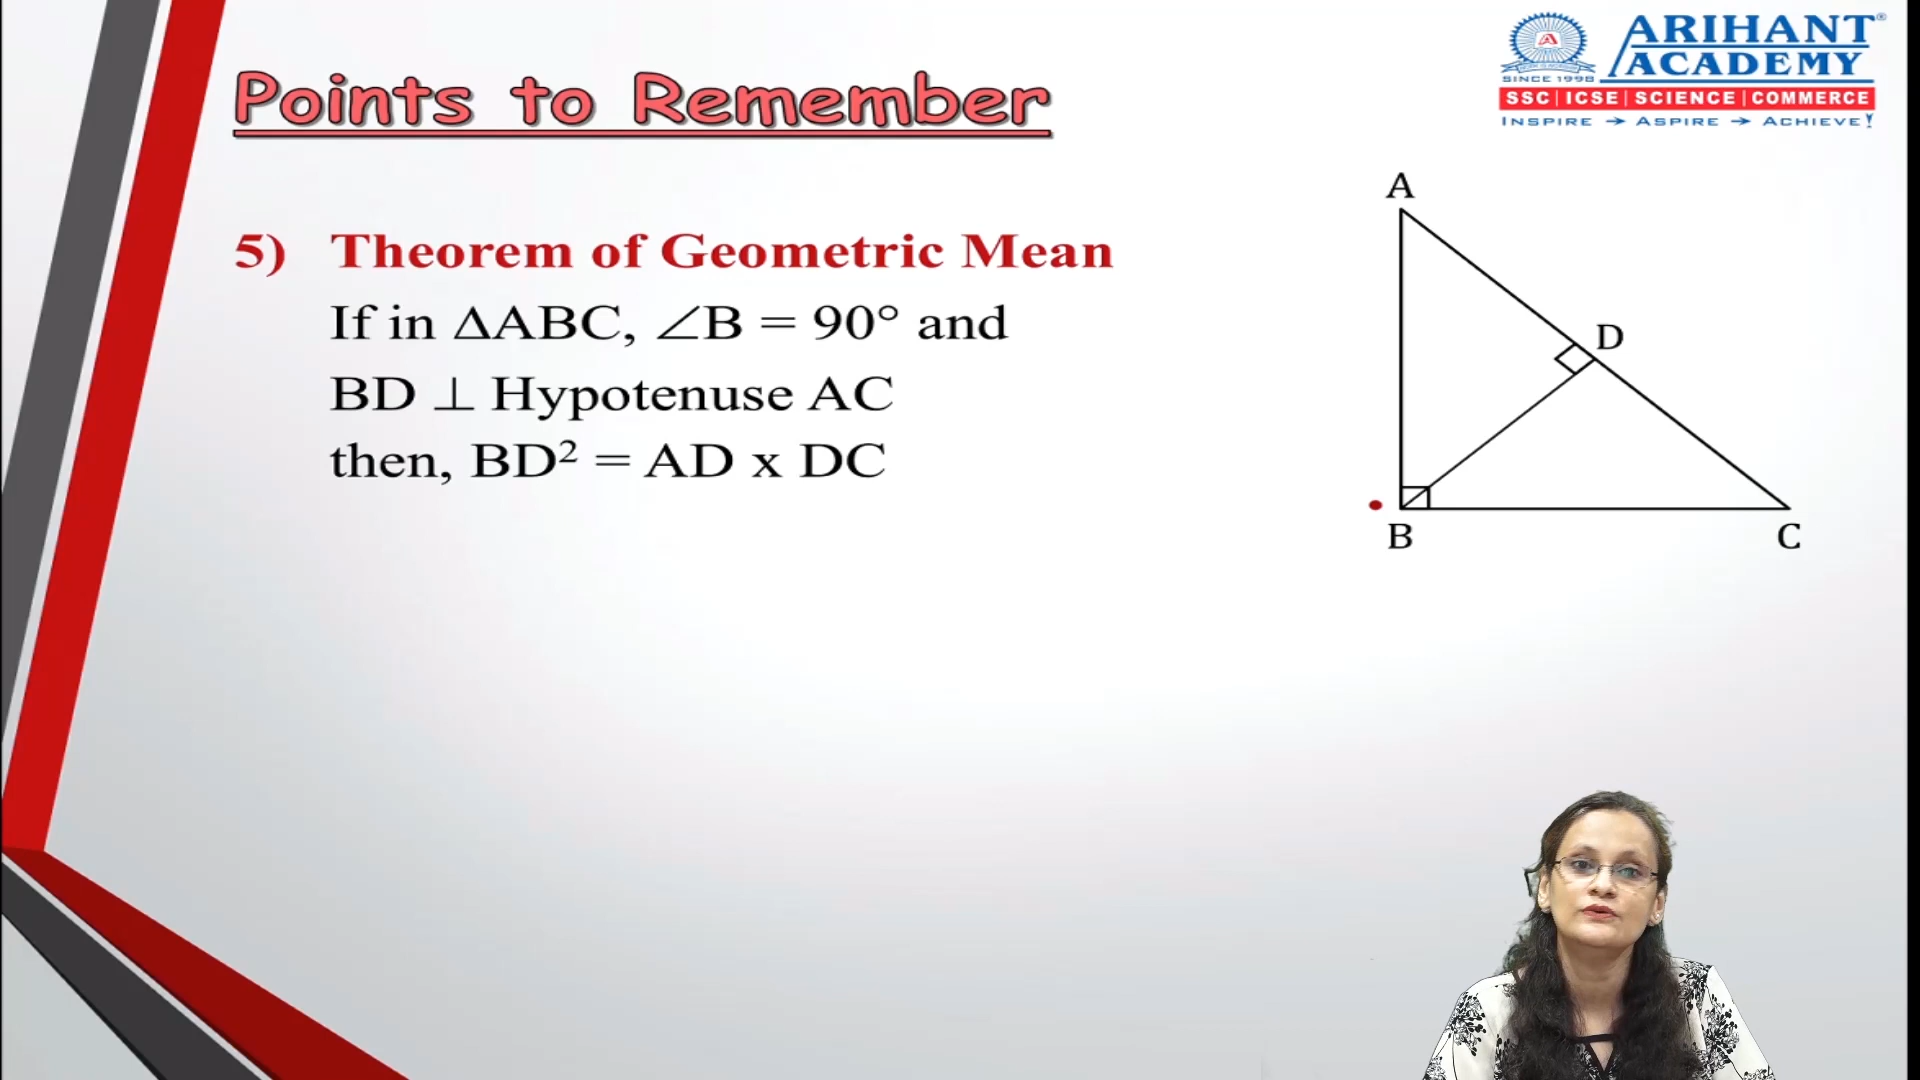 Points to Remember
ARIHANT
ACADEMY
SINCE 1998
SSC | ICSE | SCIENCE | COMMERCE
INSPIRE → ASPIRE → ACHIEVE!
5) Theorem of Geometric Mean
If in ΔABC, ∠B = 90° and
BD ⊥ Hypotenuse AC
then, BD² = AD x DC
A
D
B
C